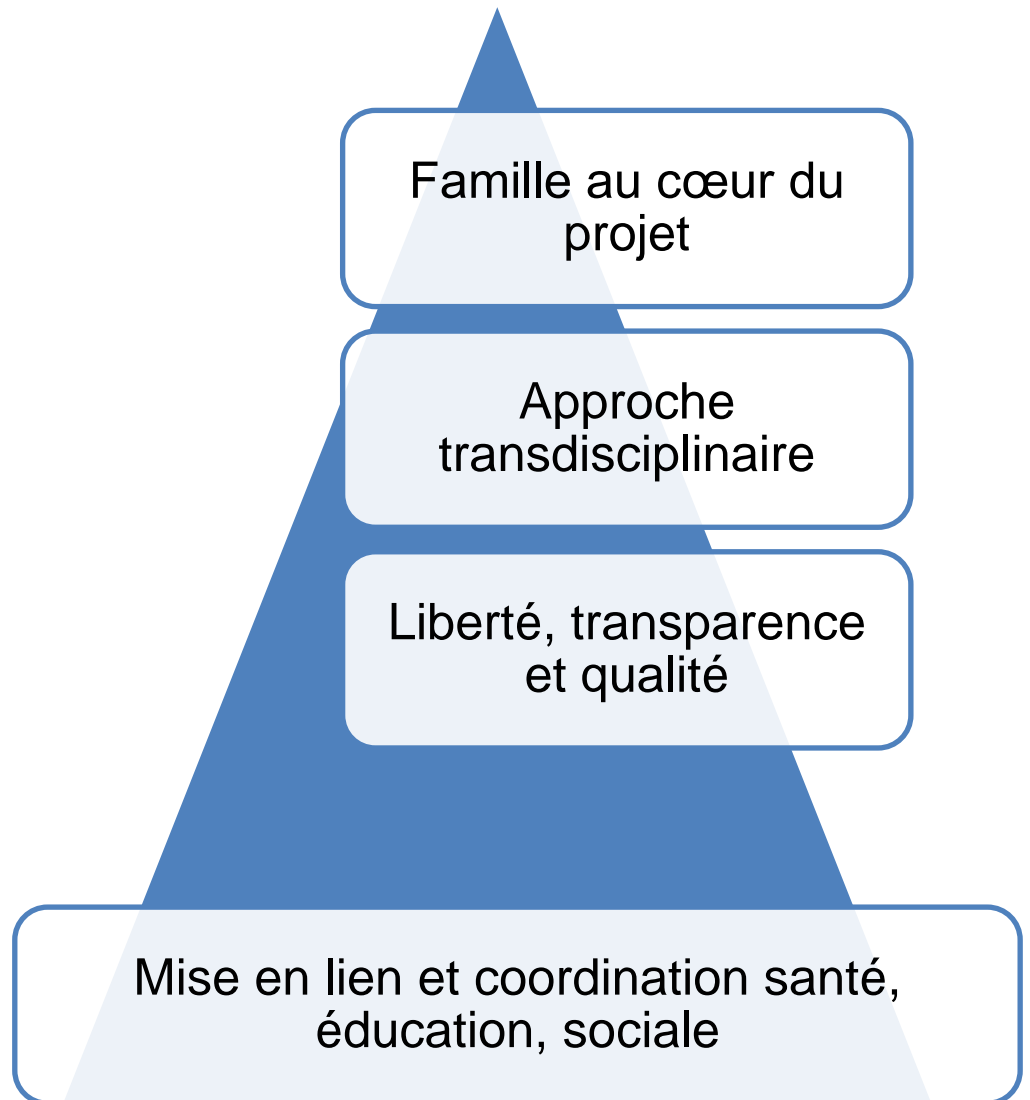 Famille au cœur du
projet
Approche
transdisciplinaire
Liberté, transparence
et qualité
Mise en lien et coordination santé,
éducation, sociale